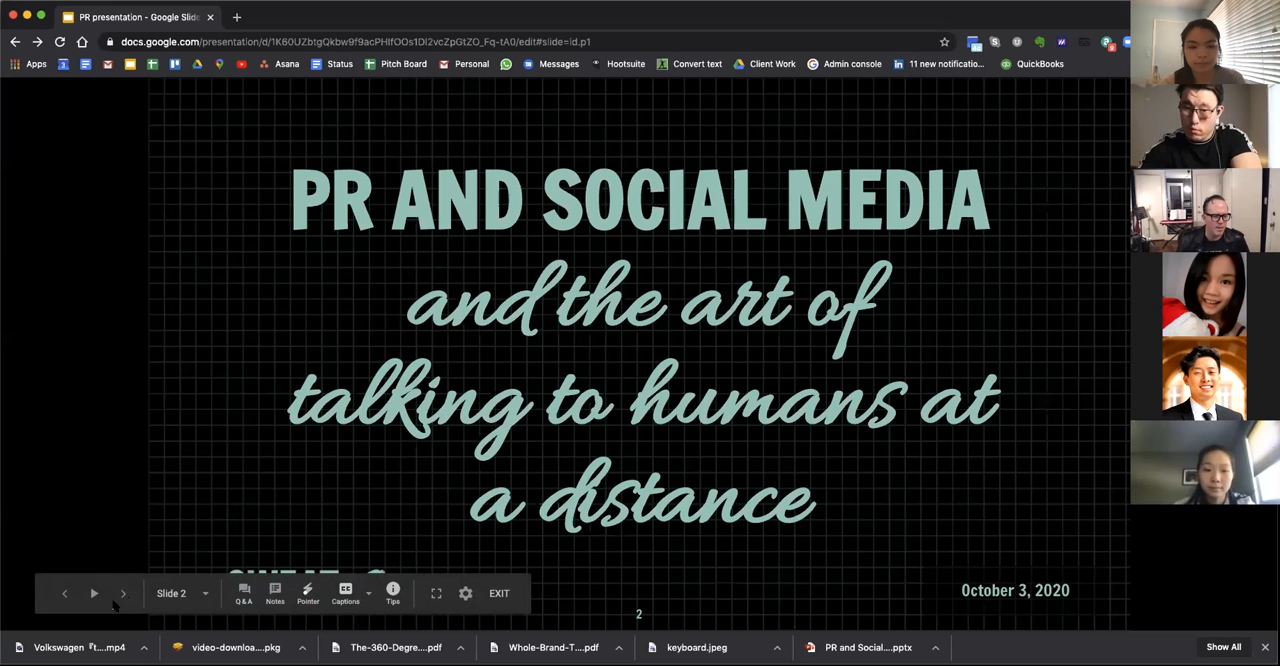 PR presentation - Google Slide
docs.google.com/presentation/d/1K60UZbtgQkbw9f9acPHIfOOs1Dl2vcZpGtZO_Fq-tA0/edit#slide=id.p1
Apps Asana Status Pitch Board Personal Messages Hootsuite Convert text Client Work Admin console 11 new notificatio... QuickBooks
PR AND SOCIAL MEDIA
and the art of
talking to humans at
a distance
October 3, 2020
Slide 2 Q&A Notes Pointer Captions Tips EXIT
2
Volkswagen『t....mp4 video-downloa....pkg The-360-Degre....pdf Whole-Brand-T....pdf keyboard.jpeg PR and Social....pptx Show All